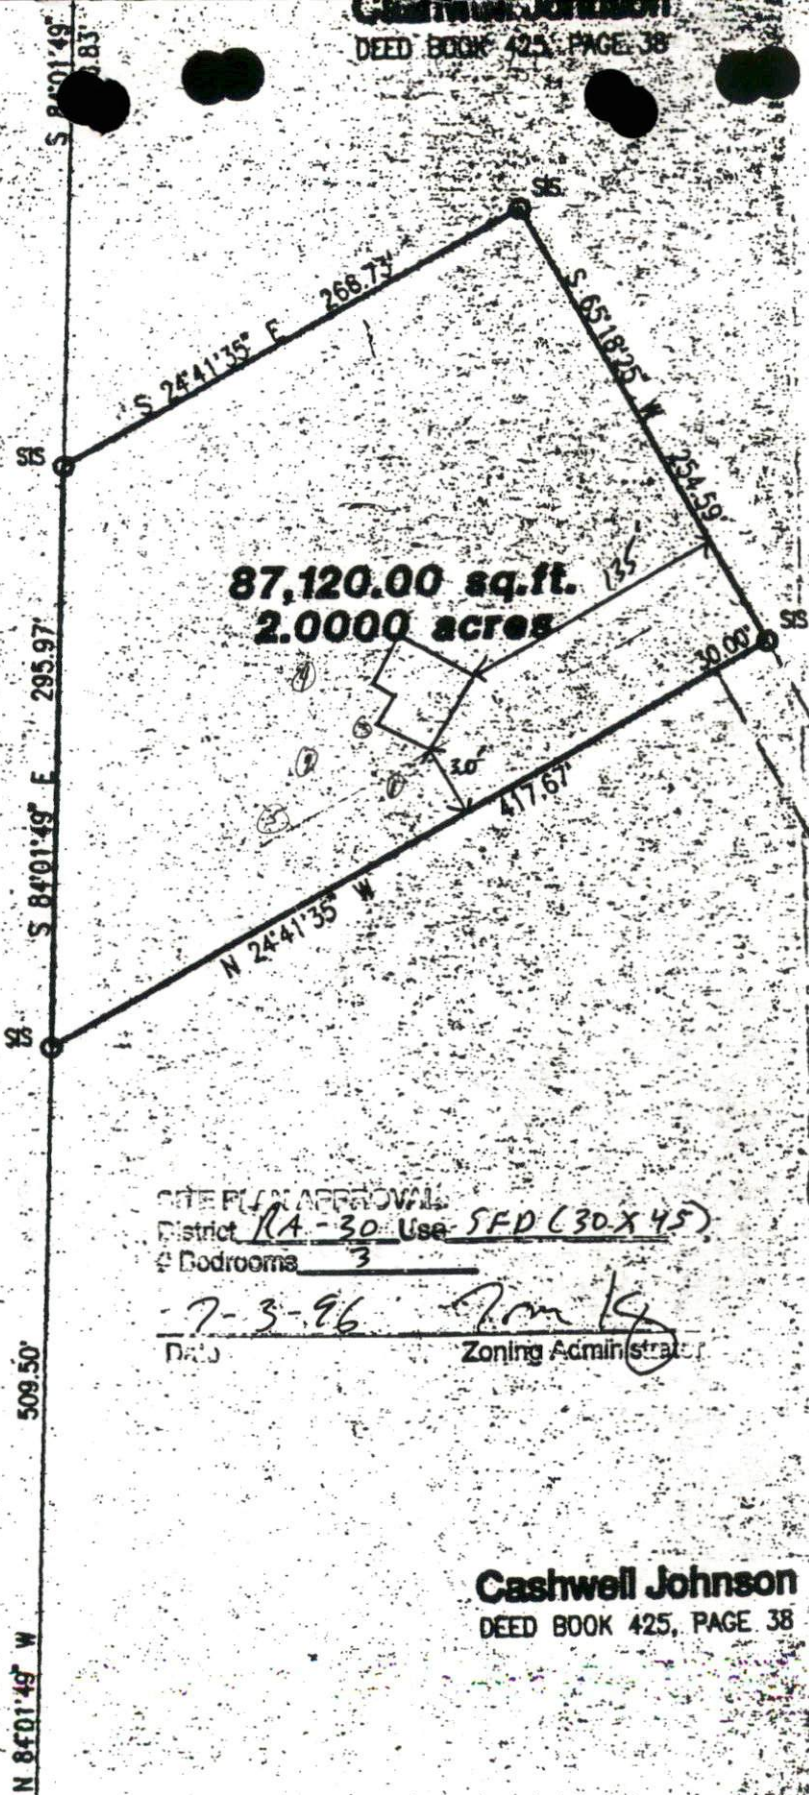 Cashwell Johnson
DEED BOOK 425, PAGE 38
S 84°01'49"
SIS
S 24°41'35" E 268.73'
S 65°18'25" W 254.59'
SIS
87,120.00 sq.ft.
2.0000 acres
135'
SIS
30.00'
S 84°01'49" E 295.97'
30'
N 24°41'35" W 417.67'
SITE PLAN APPROVAL
District RA-30 Use SFD (30 X 45)
# Bedrooms 3
7-3-96
Date Zoning Administrator
N 84°01'49" W 509.50'
Cashwell Johnson
DEED BOOK 425, PAGE 38